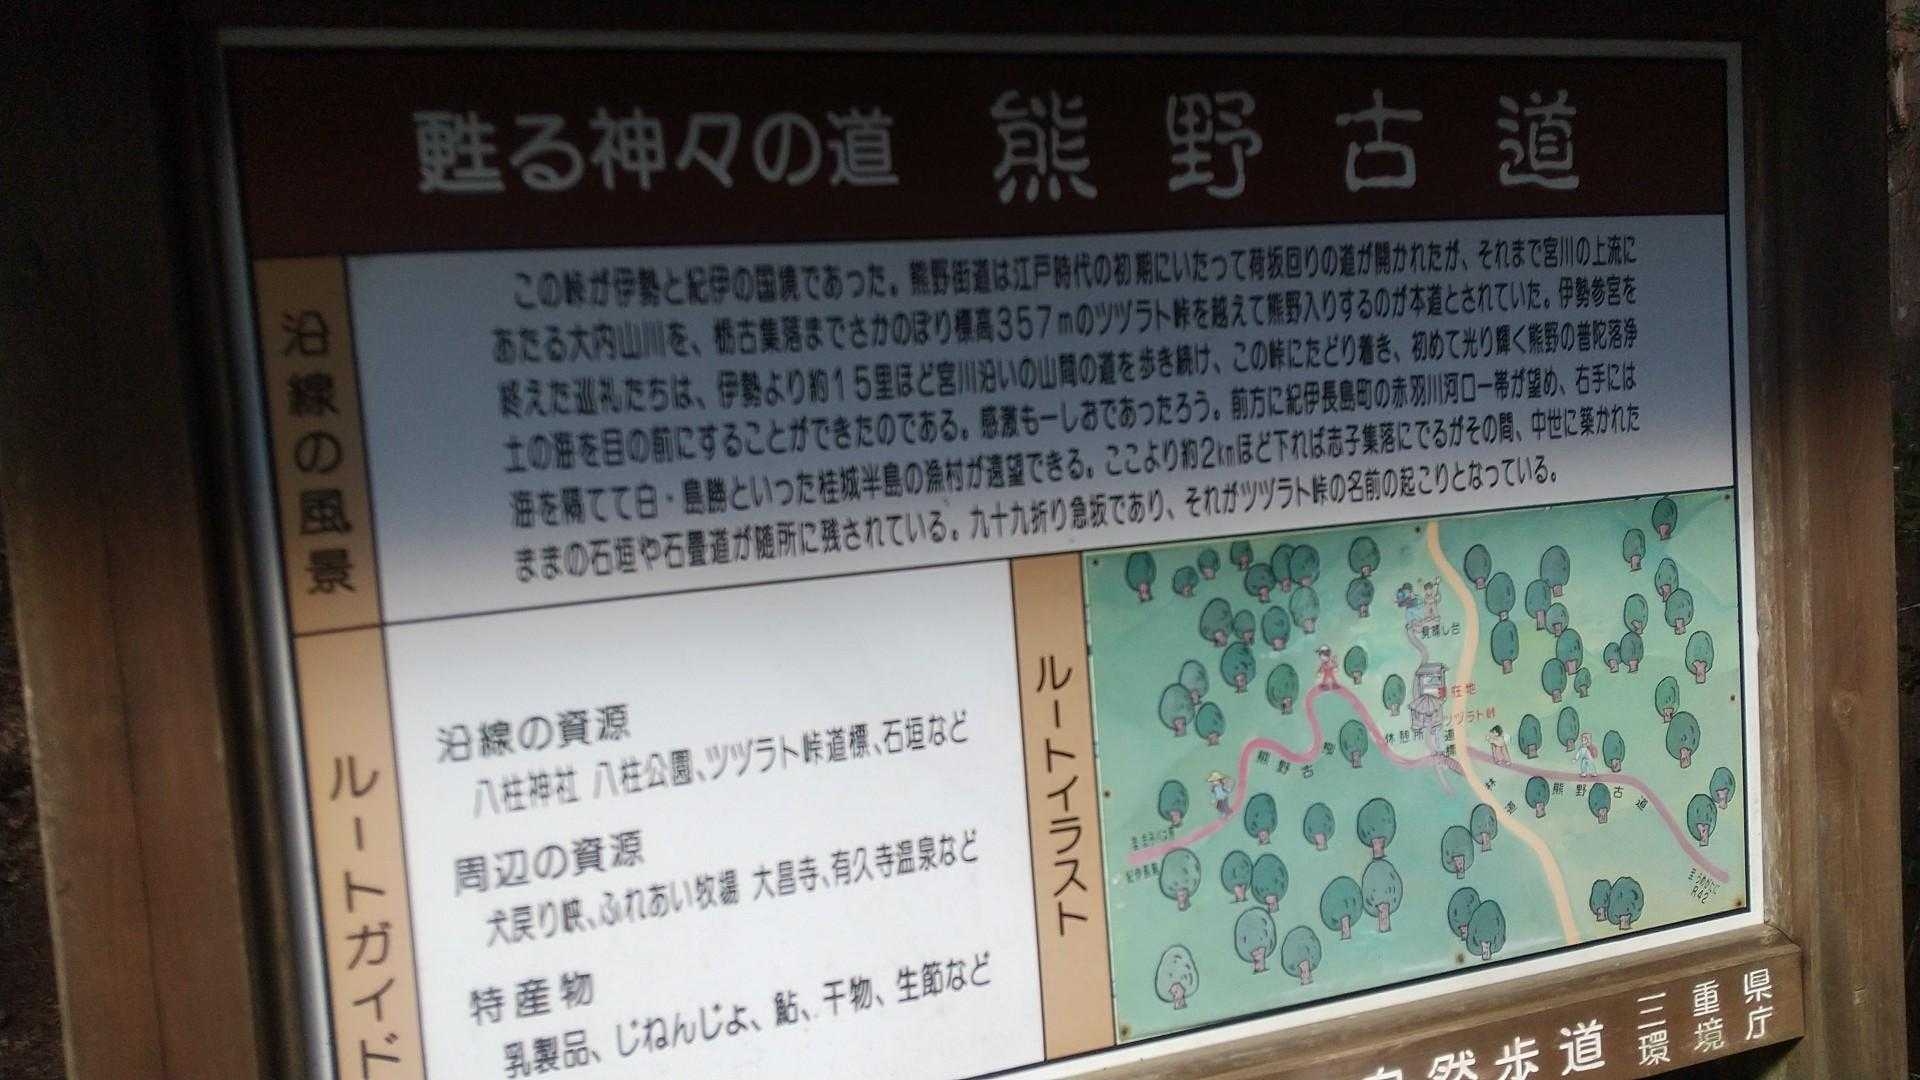 甦る神々の道 熊野古道
沿線の風景
この峠が伊勢と紀伊の国境であった。熊野街道は江戸時代の初期にいたって荷坂回りの道が開かれたが、それまで宮川の上流に
あたる大内山川を、栃古集落までさかのぼり標高357mのツヅラト峠を越えて熊野入りするのが本道とされていた。伊勢参宮を
終えた巡礼たちは、伊勢より約15里ほど宮川沿いの山間の道を歩き続け、この峠にたどり着き、初めて光り輝く熊野の普陀落浄
土の海を目の前にすることができたのである。感激も一しおであったろう。前方に紀伊長島町の赤羽川河口一帯が望め、右手には
海を隔てて白・島勝といった桂城半島の漁村が遠望できる。ここより約2㎞ほど下れば志子集落にでるがその間、中世に築かれた
ままの石垣や石畳道が随所に残されている。九十九折り急坂であり、それがツヅラト峠の名前の起こりとなっている。
ルートガイド
沿線の資源
八柱神社 八柱公園、ツヅラト峠道標、石垣など
周辺の資源
犬戻り峡、ふれあい牧場 大昌寺、有久寺温泉など
特産物
乳製品、じねんじょ、鮎、干物、生節など
ルートイラスト
見晴し台
現在地
ツヅラト峠
休憩所
道標
熊野古道
林道
熊野古道
紀伊長島
R42
自然歩道
三重県
環境庁